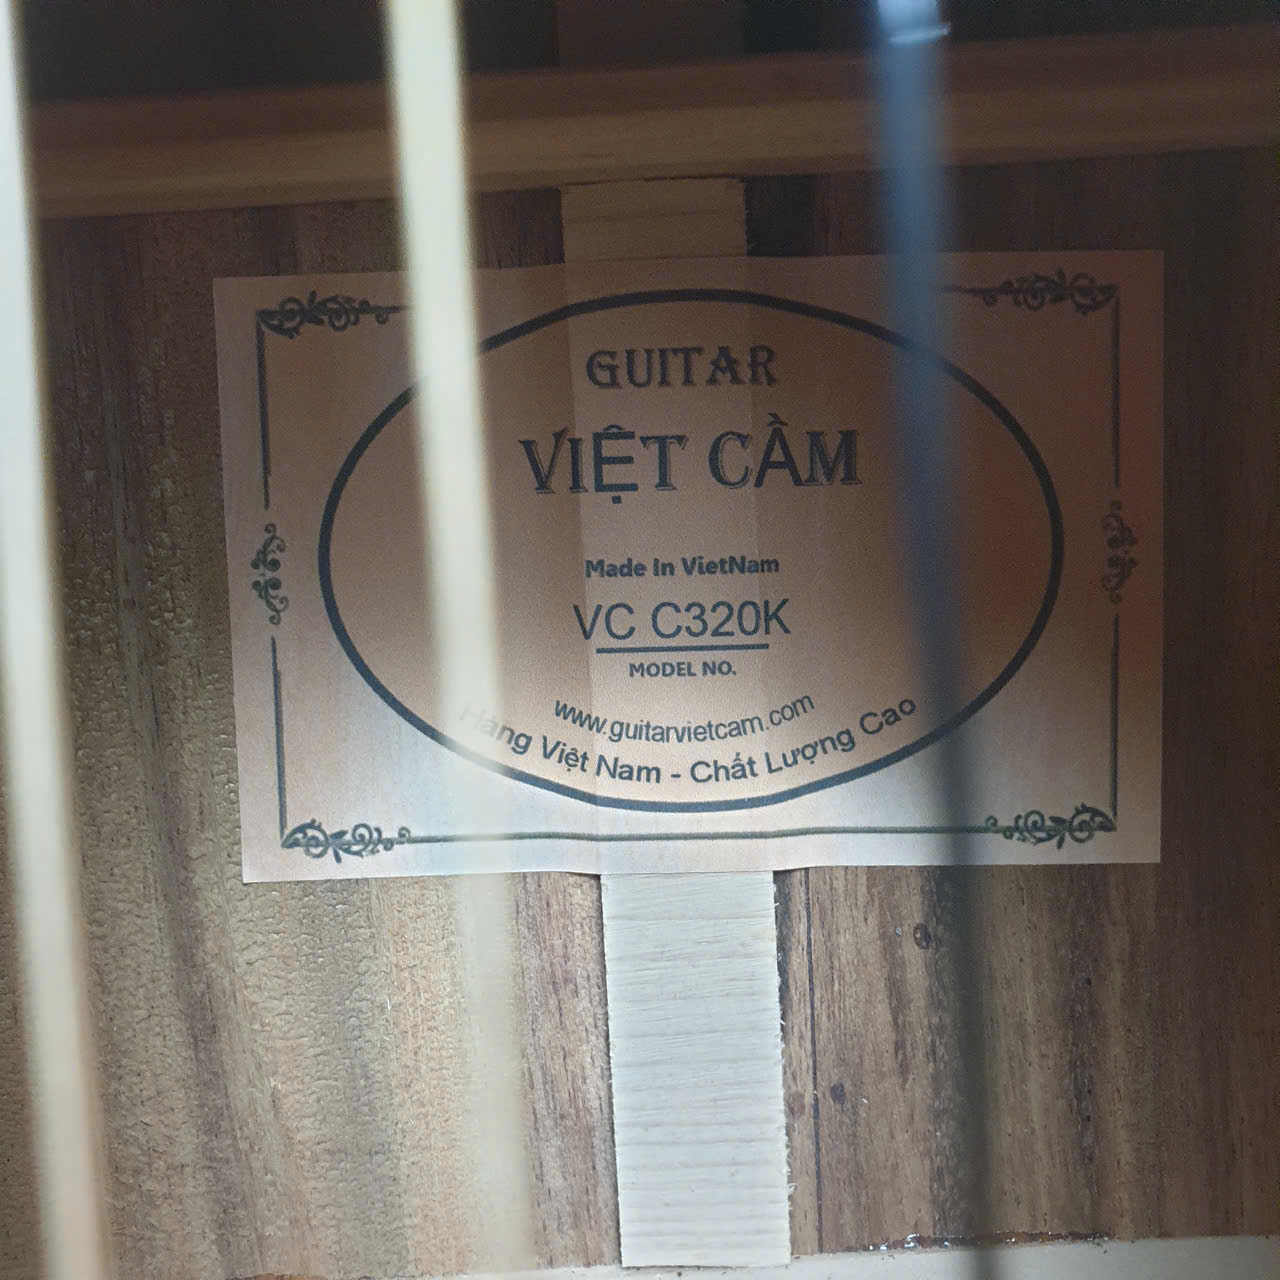 GUITAR
VIỆT CẦM
Made In VietNam
VC C320K
MODEL NO.
www.guitarvietcam.com
Hàng Việt Nam - Chất Lượng Cao